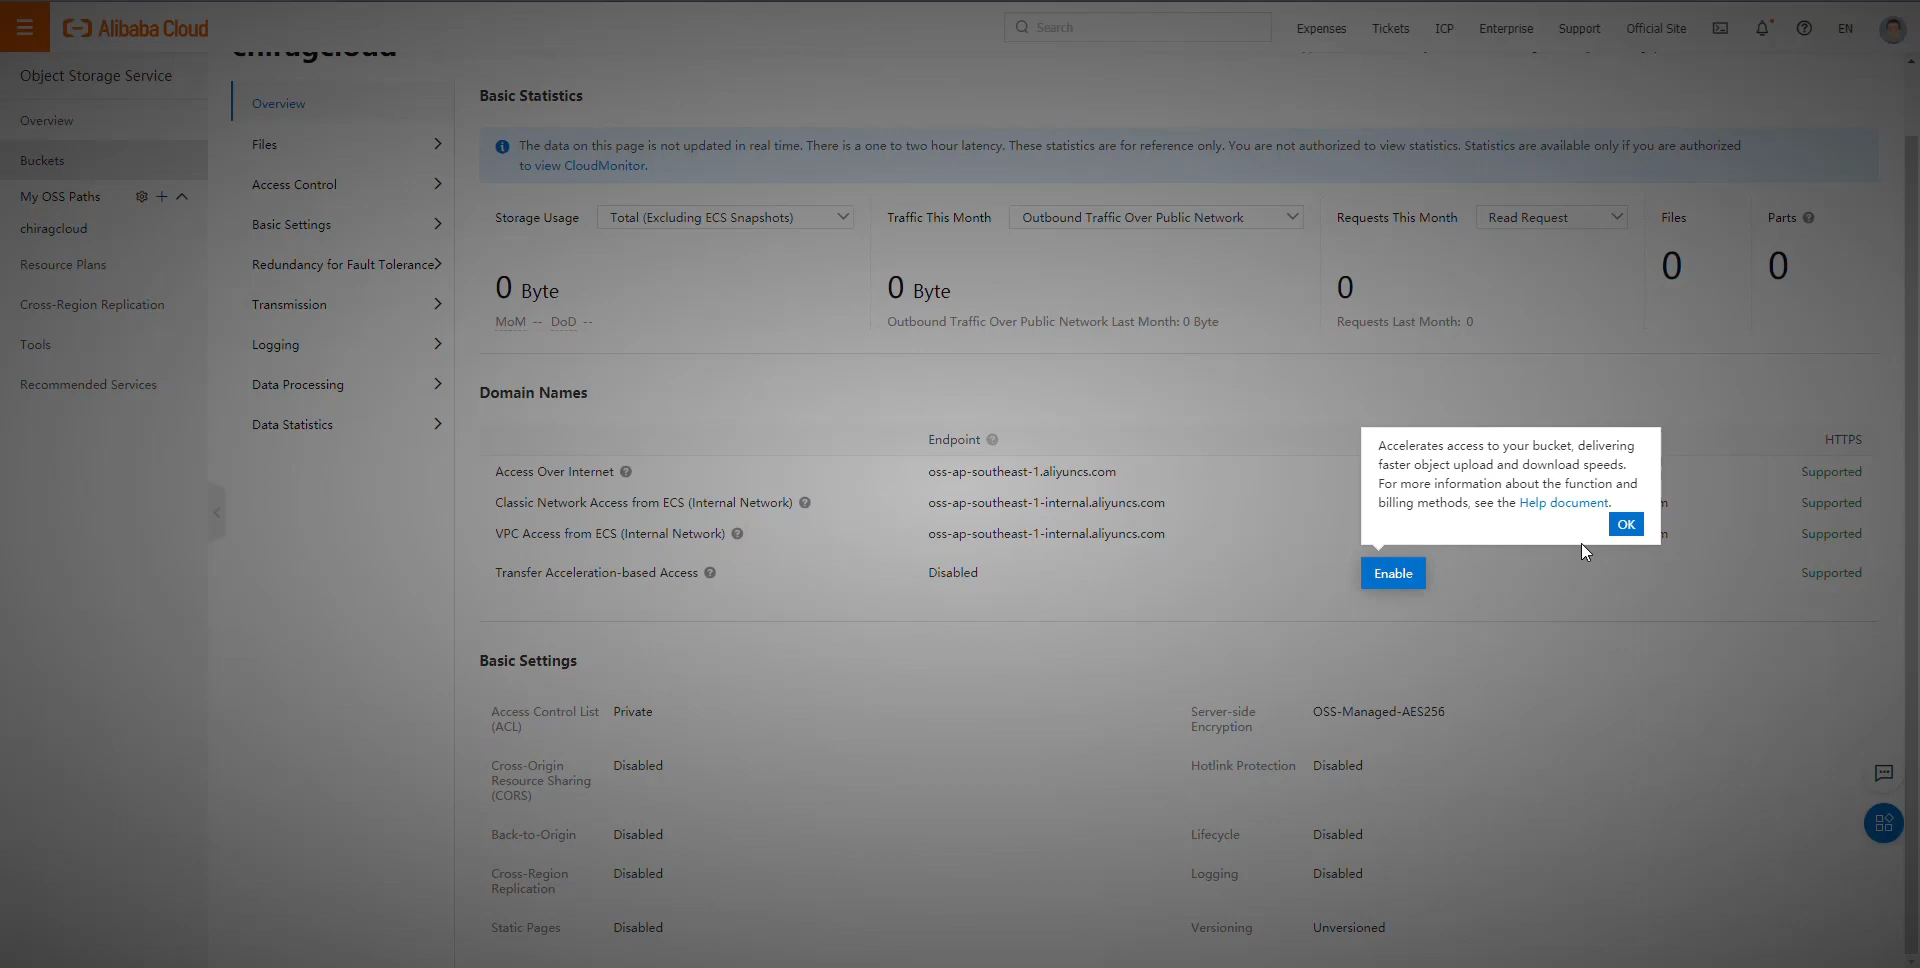 Alibaba Cloud
Search
Expenses
Tickets
ICP
Enterprise
Support
Official Site
EN
Object Storage Service
Overview
Buckets
My OSS Paths
chiragcloud
Resource Plans
Cross-Region Replication
Tools
Recommended Services
chiragcloud
Overview
Files
Access Control
Basic Settings
Redundancy for Fault Tolerance
Transmission
Logging
Data Processing
Data Statistics
Basic Statistics
The data on this page is not updated in real time. There is a one to two hour latency. These statistics are for reference only. You are not authorized to view statistics. Statistics are available only if you are authorized
to view CloudMonitor.
Storage Usage
Total (Excluding ECS Snapshots)
0 Byte
MoM -- DoD --
Traffic This Month
Outbound Traffic Over Public Network
0 Byte
Outbound Traffic Over Public Network Last Month: 0 Byte
Requests This Month
Read Request
0
Requests Last Month: 0
Files
0
Parts
0
Domain Names
Endpoint
HTTPS
Access Over Internet
oss-ap-southeast-1.aliyuncs.com
Supported
Classic Network Access from ECS (Internal Network)
oss-ap-southeast-1-internal.aliyuncs.com
m
Supported
VPC Access from ECS (Internal Network)
oss-ap-southeast-1-internal.aliyuncs.com
m
Supported
Transfer Acceleration-based Access
Disabled
Enable
Supported
Accelerates access to your bucket, delivering
faster object upload and download speeds.
For more information about the function and
billing methods, see the Help document.
OK
Basic Settings
Access Control List
(ACL)
Private
Server-side
Encryption
OSS-Managed-AES256
Cross-Origin
Resource Sharing
(CORS)
Disabled
Hotlink Protection
Disabled
Back-to-Origin
Disabled
Lifecycle
Disabled
Cross-Region
Replication
Disabled
Logging
Disabled
Static Pages
Disabled
Versioning
Unversioned